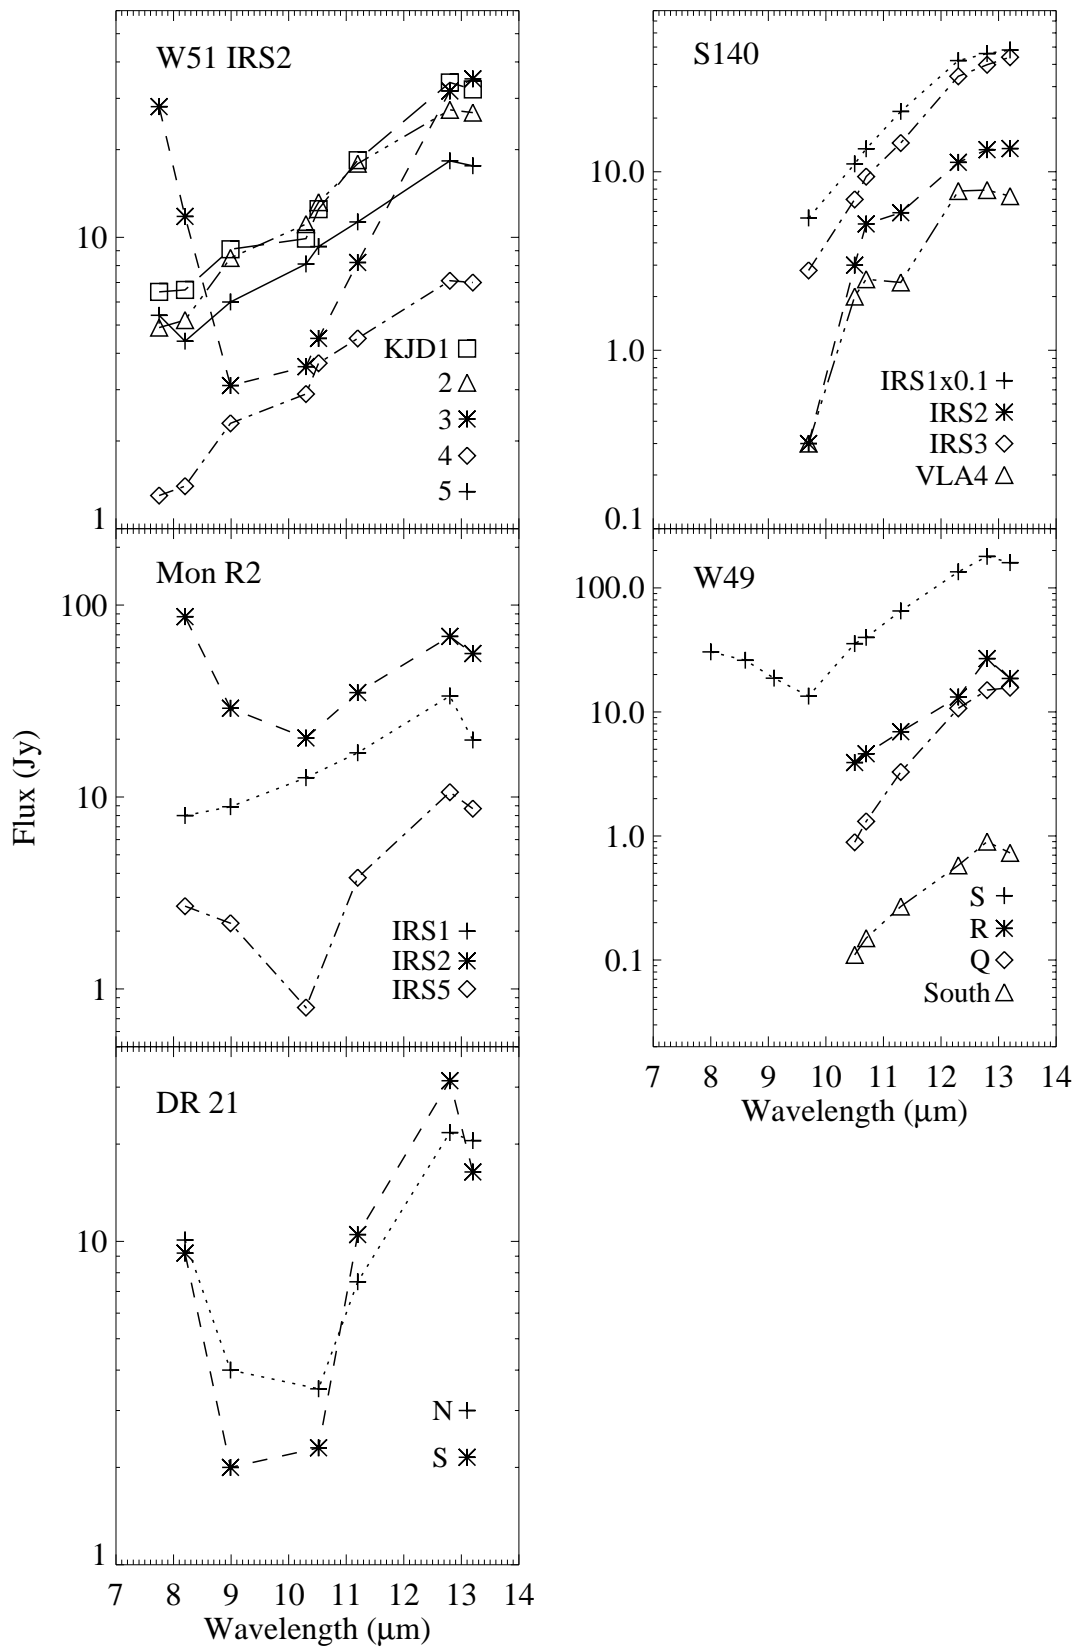 W51 IRS2
10
1
KJD1
2
3
4
5
S140
10.0
1.0
0.1
IRS1x0.1
IRS2
IRS3
VLA4
Mon R2
100
10
1
IRS1
IRS2
IRS5
Flux (Jy)
W49
100.0
10.0
1.0
0.1
S
R
Q
South
7 8 9 10 11 12 13 14
Wavelength (μm)
DR 21
10
1
N
S
7 8 9 10 11 12 13 14
Wavelength (μm)